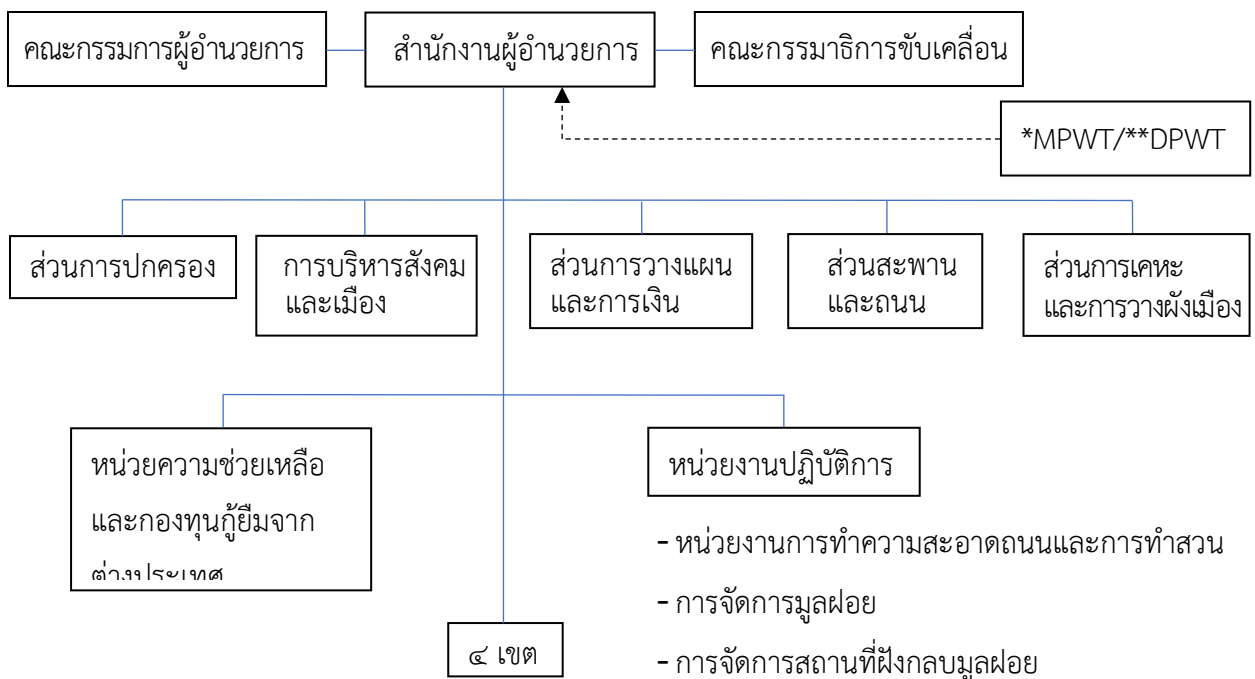 คณะกรรมการผู้อำนวยการ
สำนักงานผู้อำนวยการ
คณะกรรมาธิการขับเคลื่อน
*MPWT/**DPWT
ส่วนการปกครอง
การบริหารสังคม
และเมือง
ส่วนการวางแผน
และการเงิน
ส่วนสะพาน
และถนน
ส่วนการเคหะ
และการวางผังเมือง
หน่วยความช่วยเหลือ
และกองทุนกู้ยืมจาก
ต่างประเทศ
หน่วยงานปฏิบัติการ
- หน่วยงานการทำความสะอาดถนนและการทำสวน
- การจัดการมูลฝอย
- การจัดการสถานที่ฝังกลบมูลฝอย
๔ เขต